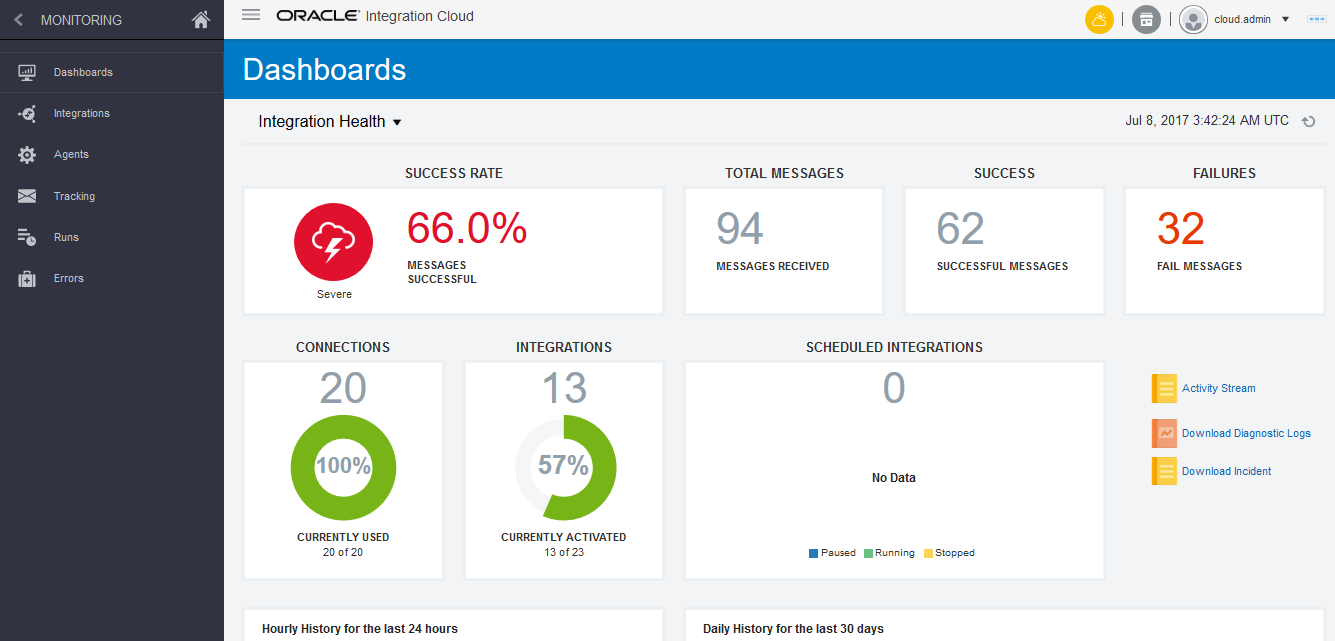 MONITORING
Dashboards
Integrations
Agents
Tracking
Runs
Errors
ORACLE® Integration Cloud
cloud.admin
Dashboards
Integration Health
Jul 8, 2017 3:42:24 AM UTC
SUCCESS RATE
66.0%
MESSAGES
SUCCESSFUL
Severe
TOTAL MESSAGES
94
MESSAGES RECEIVED
SUCCESS
62
SUCCESSFUL MESSAGES
FAILURES
32
FAIL MESSAGES
CONNECTIONS
20
100%
CURRENTLY USED
20 of 20
INTEGRATIONS
13
57%
CURRENTLY ACTIVATED
13 of 23
SCHEDULED INTEGRATIONS
0
No Data
Paused Running Stopped
Activity Stream
Download Diagnostic Logs
Download Incident
Hourly History for the last 24 hours
Daily History for the last 30 days